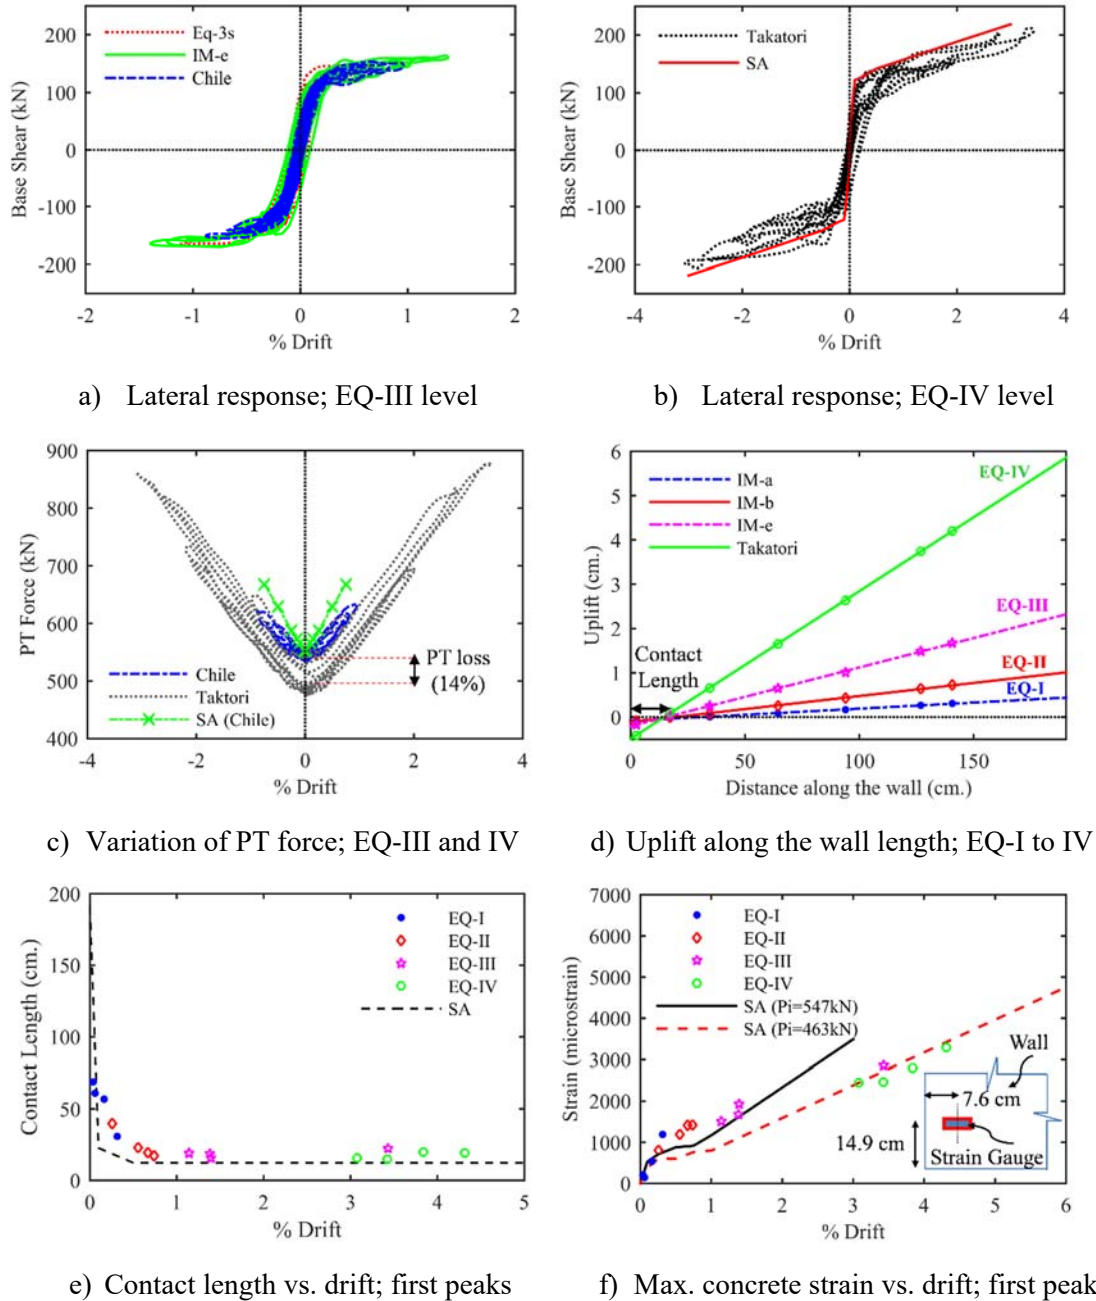 200
100
0
-100
-200
Base Shear (kN)
Eq-3s
IM-e
Chile
-2
-1
0
1
2
% Drift
a) Lateral response; EQ-III level
200
100
0
-100
-200
Base Shear (kN)
Takatori
SA
-4
-2
0
2
4
% Drift
b) Lateral response; EQ-IV level
900
800
700
600
500
400
PT Force (kN)
Chile
Taktori
SA (Chile)
PT loss
(14%)
-4
-2
0
2
4
% Drift
c) Variation of PT force; EQ-III and IV
6
5
4
3
2
1
0
Uplift (cm.)
IM-a
IM-b
IM-e
Takatori
EQ-IV
EQ-III
EQ-II
EQ-I
Contact
Length
0
50
100
150
Distance along the wall (cm.)
d) Uplift along the wall length; EQ-I to IV
200
150
100
50
0
Contact Length (cm.)
EQ-I
EQ-II
EQ-III
EQ-IV
SA
0
1
2
3
4
5
% Drift
e) Contact length vs. drift; first peaks
7000
6000
5000
4000
3000
2000
1000
0
Strain (microstrain)
EQ-I
EQ-II
EQ-III
EQ-IV
SA (Pi=547kN)
SA (Pi=463kN)
Wall
7.6 cm
14.9 cm
Strain Gauge
0
1
2
3
4
5
6
% Drift
f) Max. concrete strain vs. drift; first peak